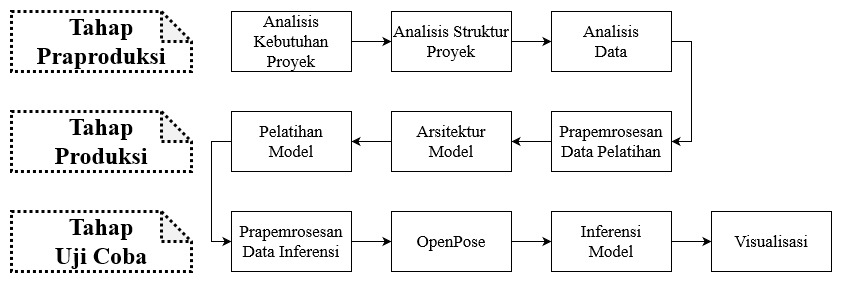 Tahap
Praproduksi
Analisis
Kebutuhan
Proyek
Analisis Struktur
Proyek
Analisis
Data
Tahap
Produksi
Pelatihan
Model
Arsitektur
Model
Prapemrosesan
Data Pelatihan
Tahap
Uji Coba
Prapemrosesan
Data Inferensi
OpenPose
Inferensi
Model
Visualisasi